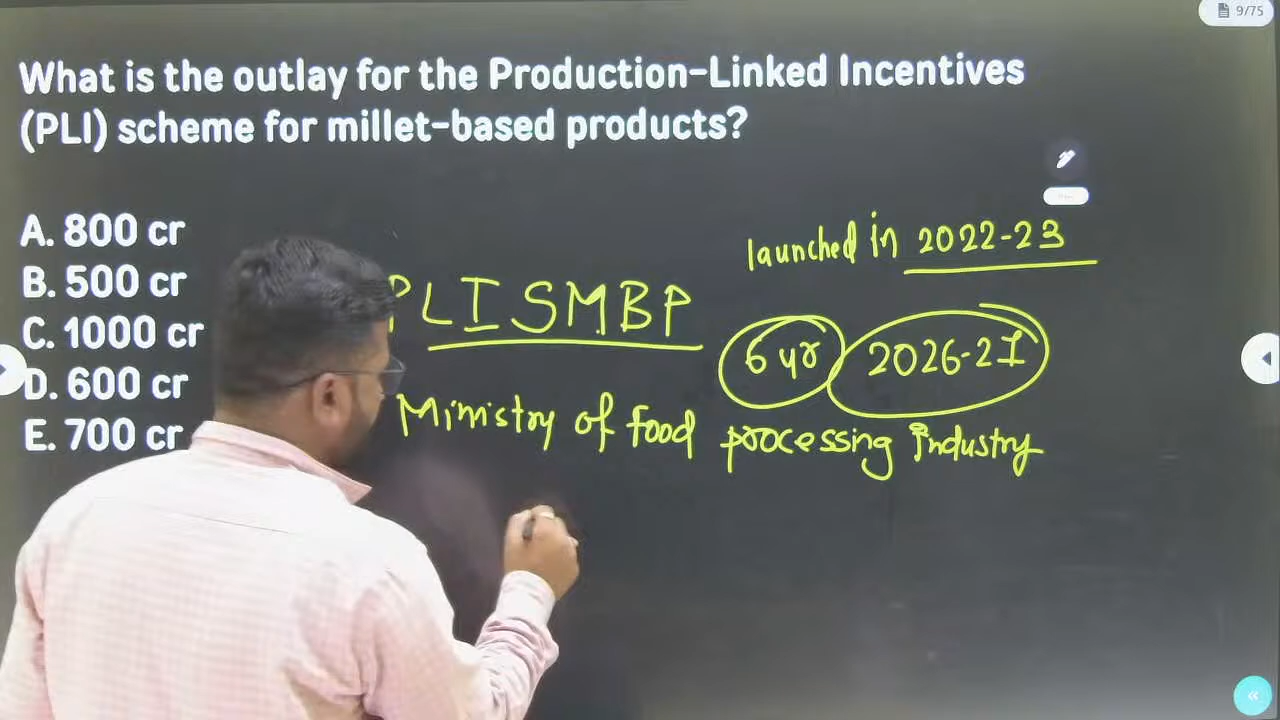 9/75
What is the outlay for the Production-Linked Incentives
(PLI) scheme for millet-based products?
A. 800 cr
B. 500 cr
C. 1000 cr
D. 600 cr
E. 700 cr
launched in 2022-23
PLISMBP
6 yr 2026-27
Ministry of food processing industry